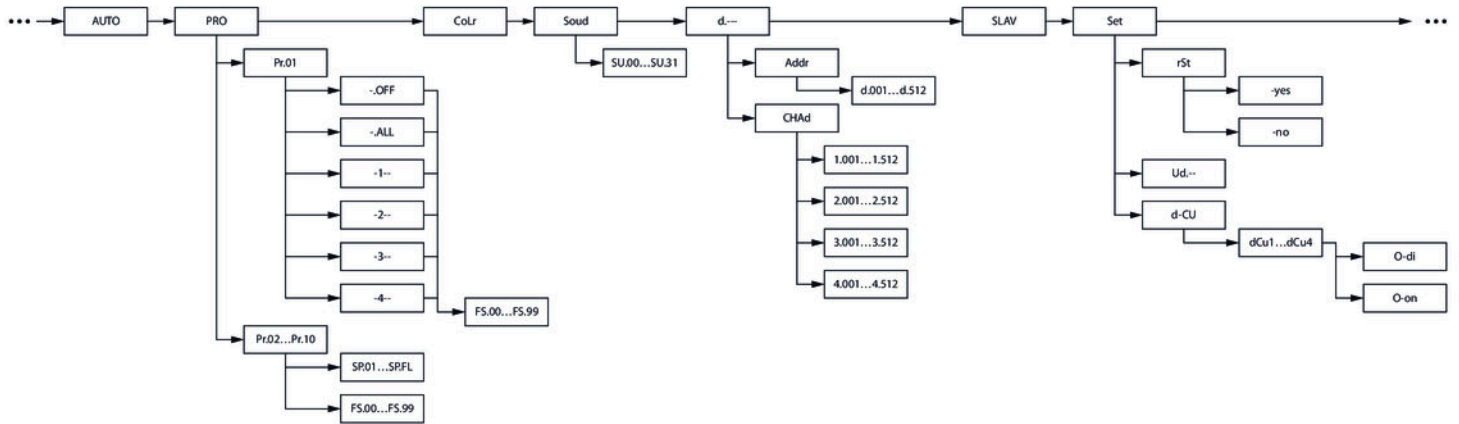 ••• AUTO PRO CoLr Soud d.--- SLAV Set •••
Pr.01 SU.00...SU.31 Addr rSt
-.OFF d.001...d.512 -yes
-.ALL CHAd -no
-1-- 1.001...1.512 Ud.--
-2-- 2.001...2.512 d-CU
-3-- 3.001...3.512 dCu1...dCu4 O-di
-4-- 4.001...4.512 O-on
FS.00...FS.99
Pr.02...Pr.10
SP.01...SP.FL
FS.00...FS.99